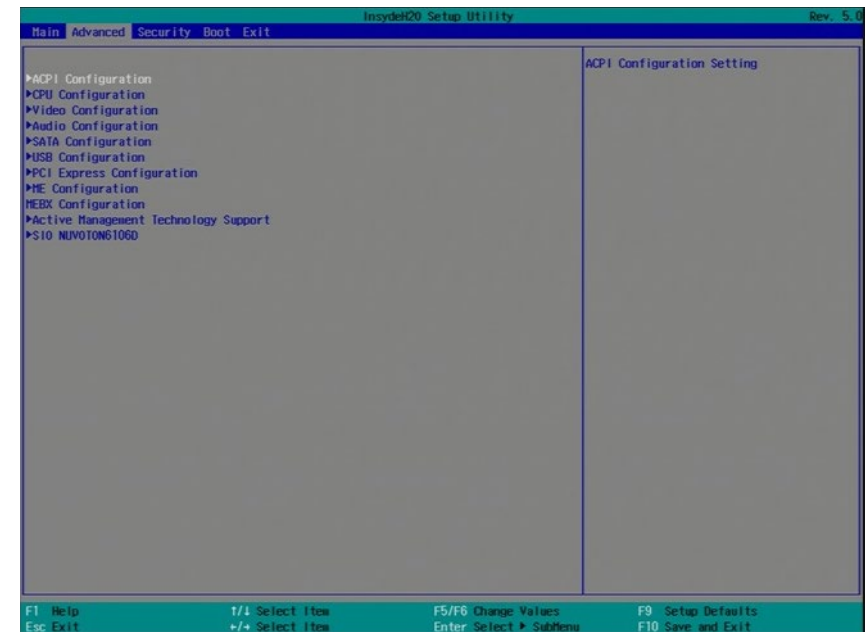 InsydeH20 Setup Utility Rev. 5.0
Main Advanced Security Boot Exit
ACPI Configuration Setting
▶ACPI Configuration
▶CPU Configuration
▶Video Configuration
▶Audio Configuration
▶SATA Configuration
▶USB Configuration
▶PCI Express Configuration
▶ME Configuration
MEBX Configuration
▶Active Management Technology Support
▶SIO NUVOTON6106D
F1 Help ↑/↓ Select Item F5/F6 Change Values F9 Setup Defaults
Esc Exit ←/→ Select Item Enter Select ▶ SubMenu F10 Save and Exit